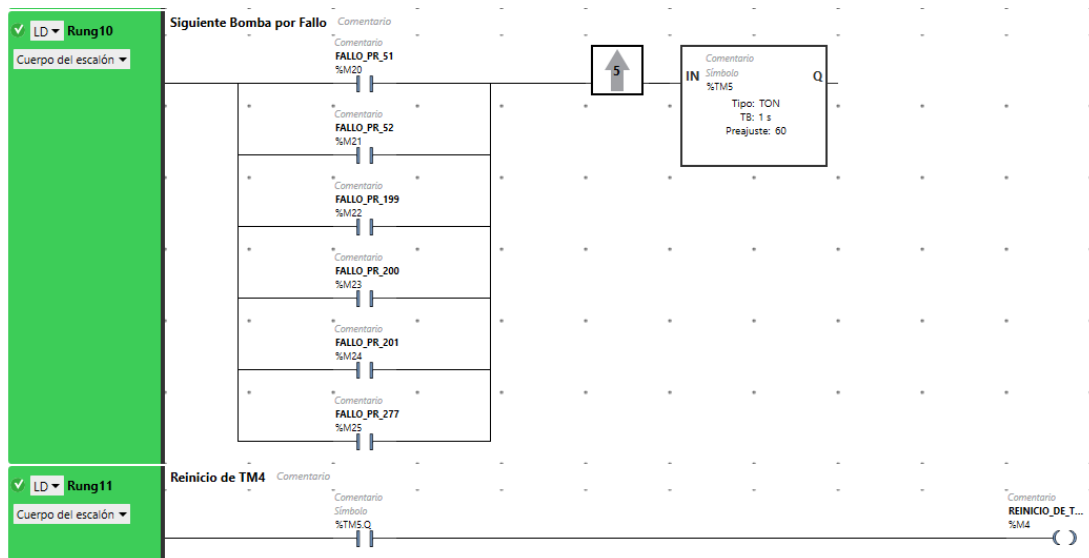 LD Rung10
Cuerpo del escalón
Siguiente Bomba por Fallo Comentario
Comentario
FALLO_PR_51
%M20
Comentario
FALLO_PR_52
%M21
Comentario
FALLO_PR_199
%M22
Comentario
FALLO_PR_200
%M23
Comentario
FALLO_PR_201
%M24
Comentario
FALLO_PR_277
%M25
5
Comentario
IN Símbolo Q
%TM5
Tipo: TON
TB: 1 s
Preajuste: 60
LD Rung11
Cuerpo del escalón
Reinicio de TM4 Comentario
Comentario
Símbolo
%TM5.Q
Comentario
REINICIO_DE_T...
%M4